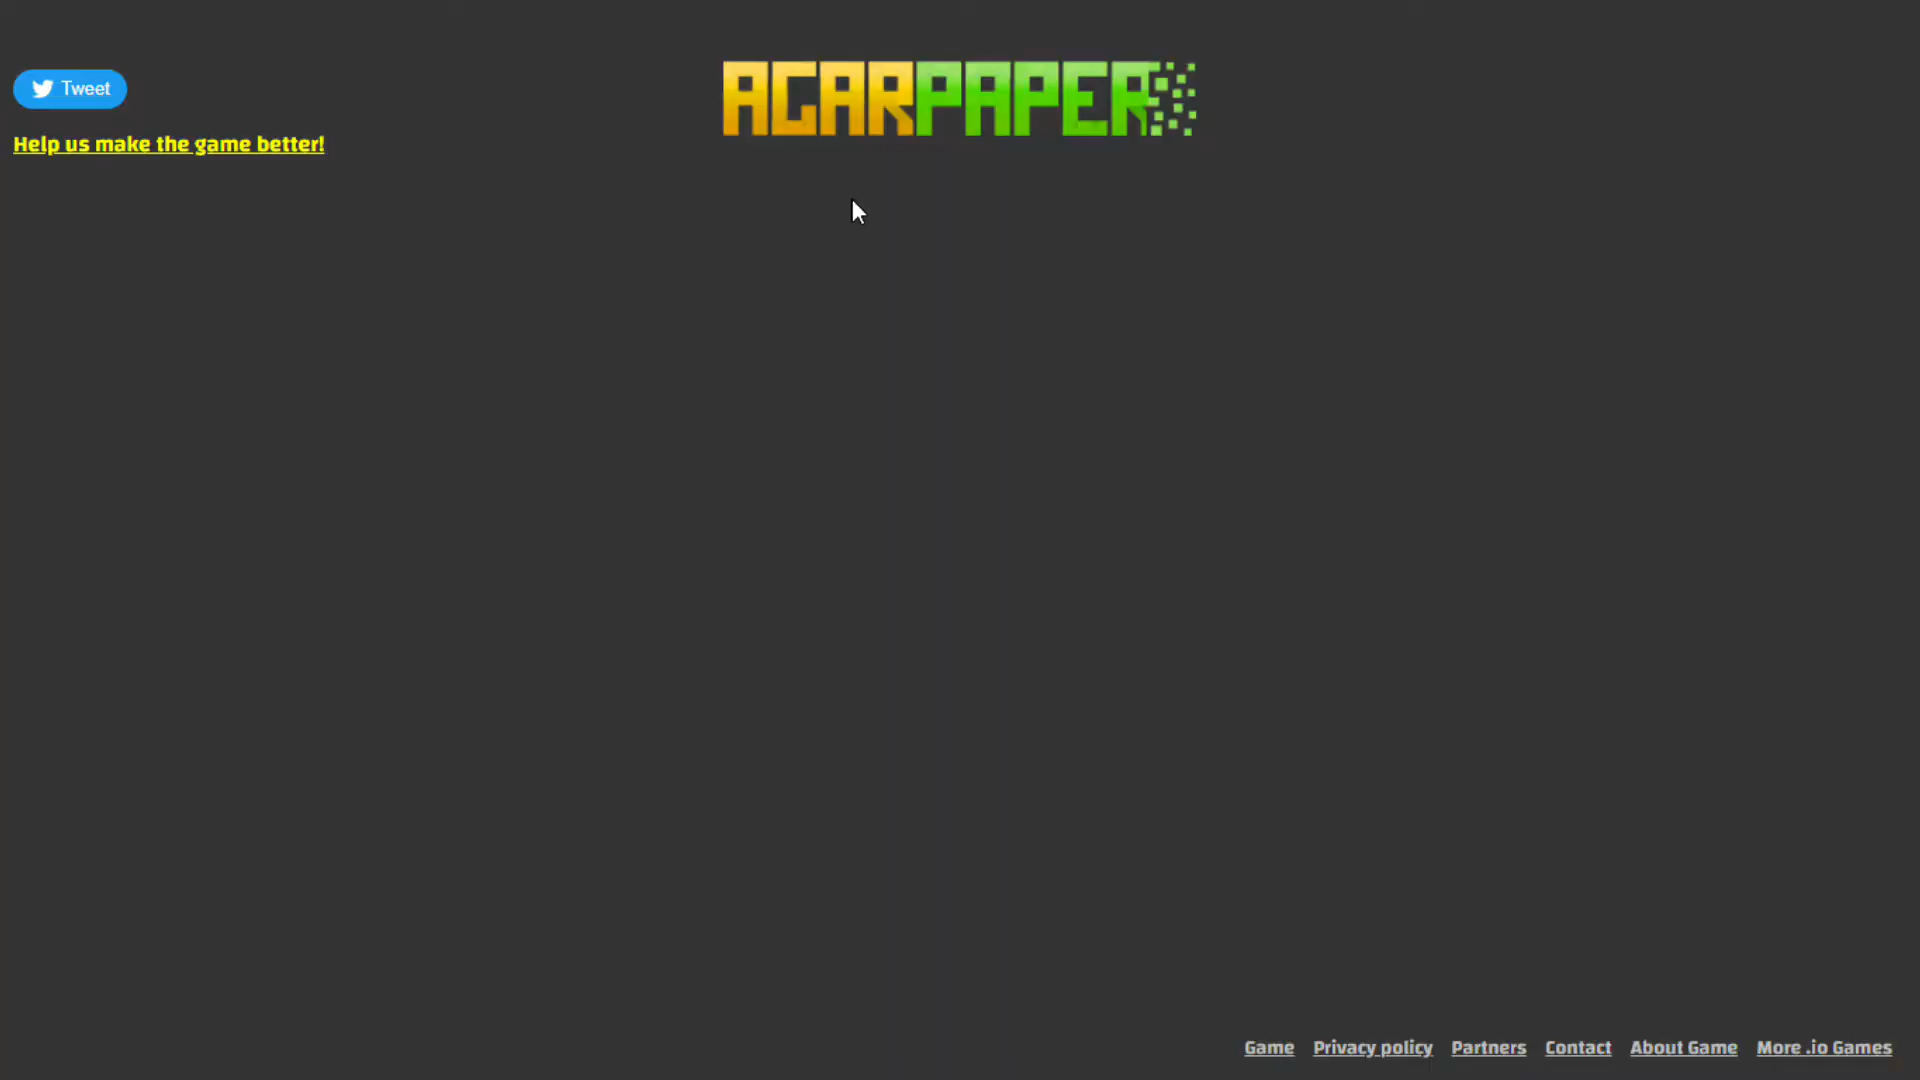 AGARPAPER
Tweet
Help us make the game better!
Game Privacy policy Partners Contact About Game More .io Games